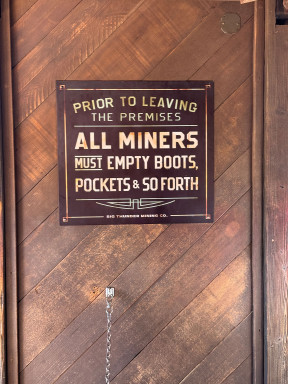 PRIOR TO LEAVING
THE PREMISES
ALL MINERS
MUST EMPTY BOOTS,
POCKETS & SO FORTH
BIG THUNDER MINING CO.